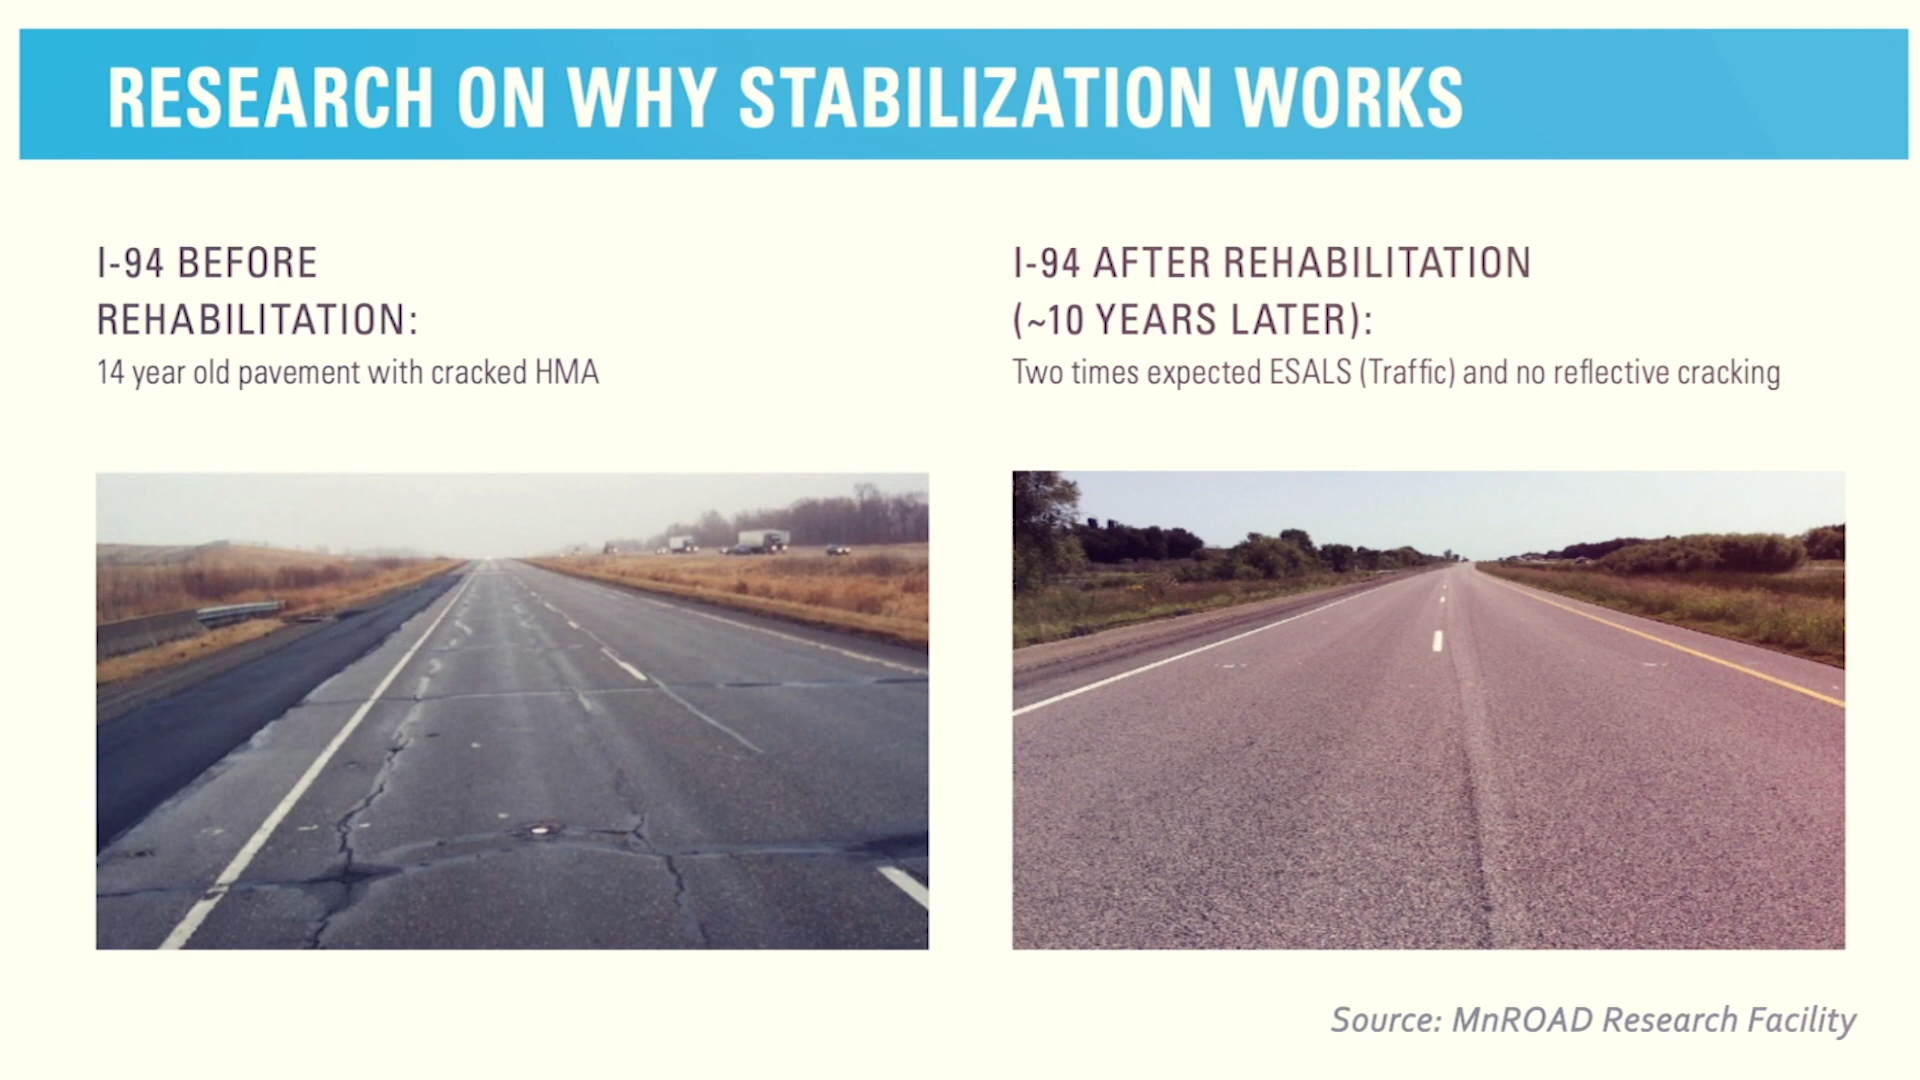 RESEARCH ON WHY STABILIZATION WORKS
I-94 BEFORE
REHABILITATION:
14 year old pavement with cracked HMA
I-94 AFTER REHABILITATION
(~10 YEARS LATER):
Two times expected ESALS (Traffic) and no reflective cracking
Source: MnROAD Research Facility